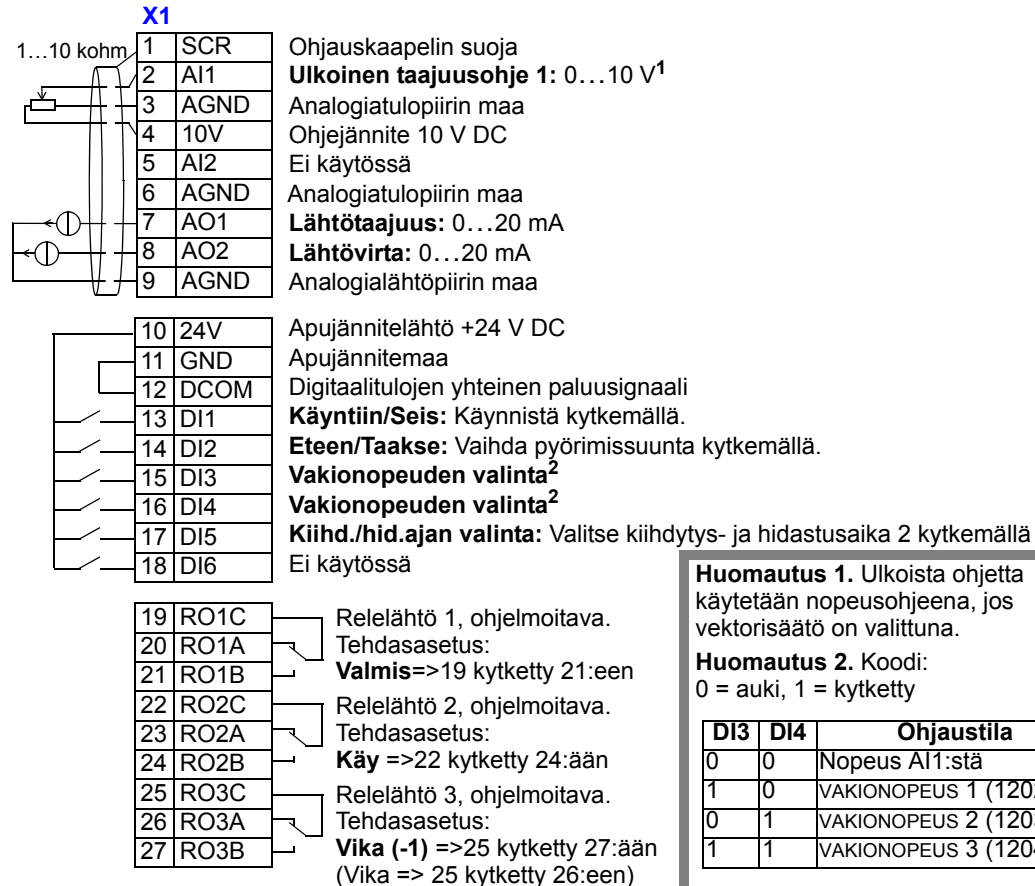 X1
1…10 kohm
1 SCR Ohjauskaapelin suoja
2 AI1 Ulkoinen taajuusohje 1: 0…10 V1
3 AGND Analogiatulopiirin maa
4 10V Ohjejännite 10 V DC
5 AI2 Ei käytössä
6 AGND Analogiatulopiirin maa
7 AO1 Lähtötaajuus: 0…20 mA
8 AO2 Lähtövirta: 0…20 mA
9 AGND Analogialähtöpiirin maa
10 24V Apujännitelähtö +24 V DC
11 GND Apujännitemaa
12 DCOM Digitaalitulojen yhteinen paluusignaali
13 DI1 Käyntiin/Seis: Käynnistä kytkemällä.
14 DI2 Eteen/Taakse: Vaihda pyörimissuunta kytkemällä.
15 DI3 Vakionopeuden valinta2
16 DI4 Vakionopeuden valinta2
17 DI5 Kiihd./hid.ajan valinta: Valitse kiihdytys- ja hidastusaika 2 kytkemällä
18 DI6 Ei käytössä
19 RO1C Relelähtö 1, ohjelmoitava.
20 RO1A Tehdasasetus:
21 RO1B Valmis=>19 kytketty 21:een
22 RO2C Relelähtö 2, ohjelmoitava.
23 RO2A Tehdasasetus:
24 RO2B Käy =>22 kytketty 24:ään
25 RO3C Relelähtö 3, ohjelmoitava.
26 RO3A Tehdasasetus:
27 RO3B Vika (-1) =>25 kytketty 27:ään
(Vika => 25 kytketty 26:een)
Huomautus 1. Ulkoista ohjetta
käytetään nopeusohjeena, jos
vektorisäätö on valittuna.
Huomautus 2. Koodi:
0 = auki, 1 = kytketty
DI3 DI4 Ohjaustila
0 0 Nopeus AI1:stä
1 0 VAKIONOPEUS 1
0 1 VAKIONOPEUS 2
1 1 VAKIONOPEUS 3